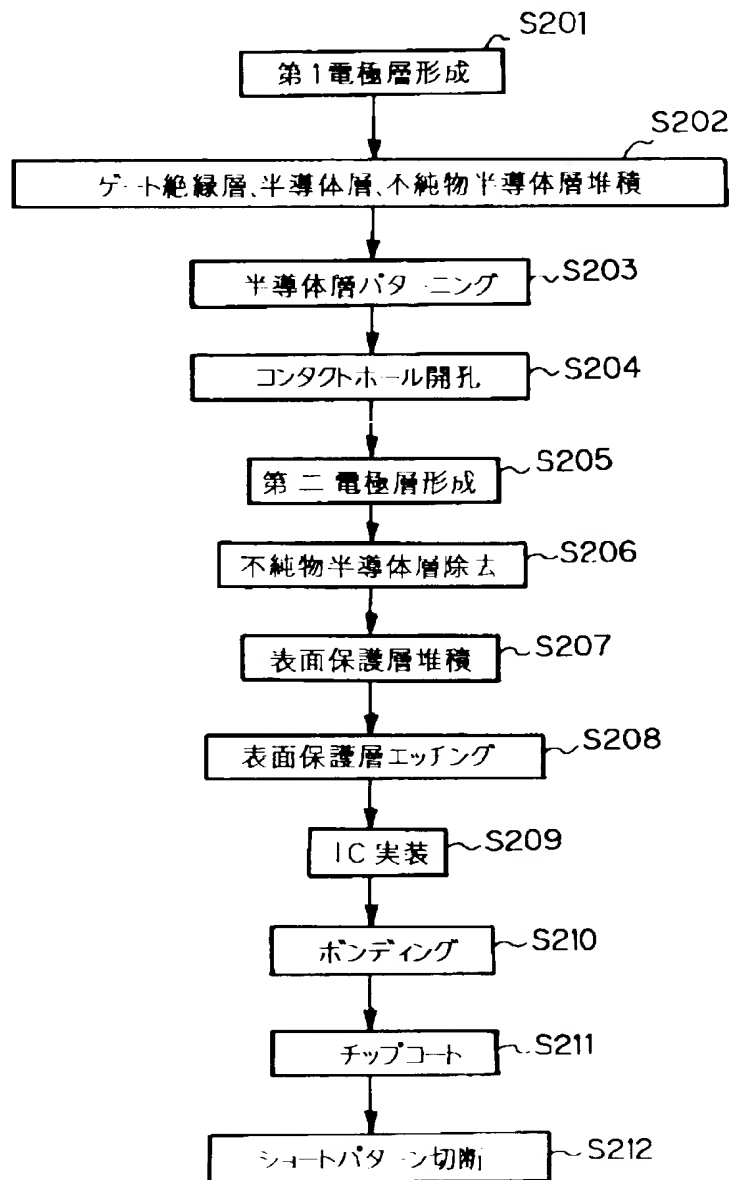 S201
第1電極層形成
S202
ゲート絶縁層、半導体層、不純物半導体層堆積
半導体層パターニング
S203
コンタクトホール開孔
S204
第二電極層形成
S205
不純物半導体層除去
S206
表面保護層堆積
S207
表面保護層エッチング
S208
IC実装
S209
ボンディング
S210
チップコート
S211
ショートパターン切断
S212